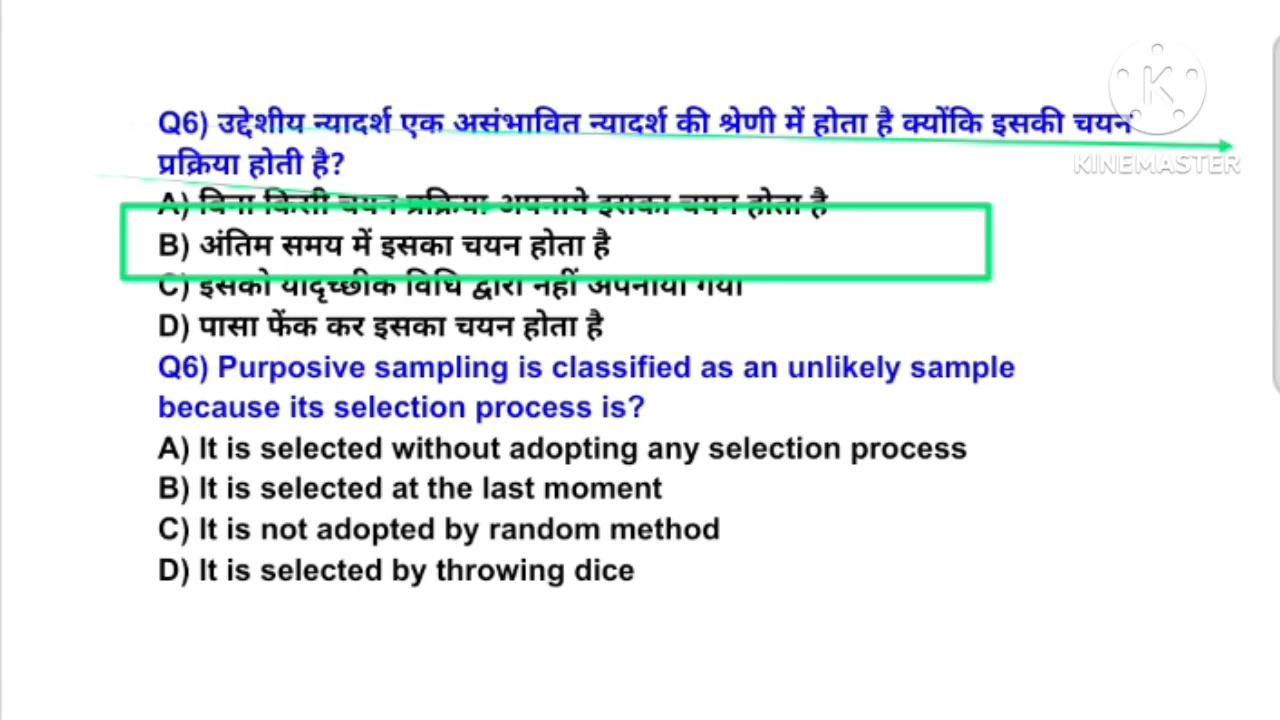 Q6) उद्देशीय न्यादर्श एक असंभावित न्यादर्श की श्रेणी में होता है क्योंकि इसकी चयन
प्रक्रिया होती है?
A) बिना किसी चयन प्रक्रिया अपनाये इसका चयन होता है
B) अंतिम समय में इसका चयन होता है
C) इसको यादृच्छीक विधि द्वारा नहीं अपनाया गया
D) पासा फेंक कर इसका चयन होता है
Q6) Purposive sampling is classified as an unlikely sample
because its selection process is?
A) It is selected without adopting any selection process
B) It is selected at the last moment
C) It is not adopted by random method
D) It is selected by throwing dice
K
KINEMASTER